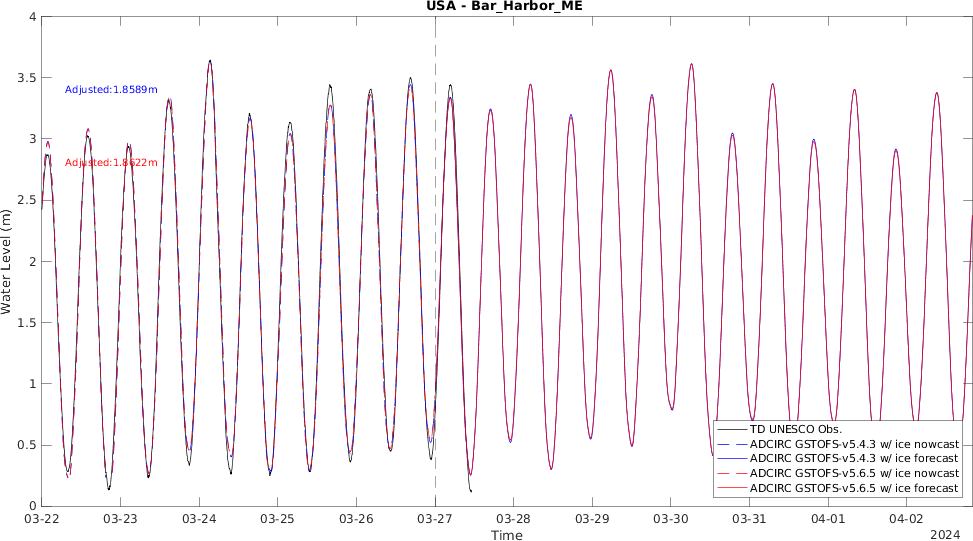 USA - Bar_Harbor_ME
Water Level (m)
4
3.5
3
2.5
2
1.5
1
0.5
0
Adjusted:1.8589m
Adjusted:1.8622m
TD UNESCO Obs.
ADCIRC GSTOFS-v5.4.3 w/ ice nowcast
ADCIRC GSTOFS-v5.4.3 w/ ice forecast
ADCIRC GSTOFS-v5.6.5 w/ ice nowcast
ADCIRC GSTOFS-v5.6.5 w/ ice forecast
03-22 03-23 03-24 03-25 03-26 03-27 03-28 03-29 03-30 03-31 04-01 04-02
Time
2024